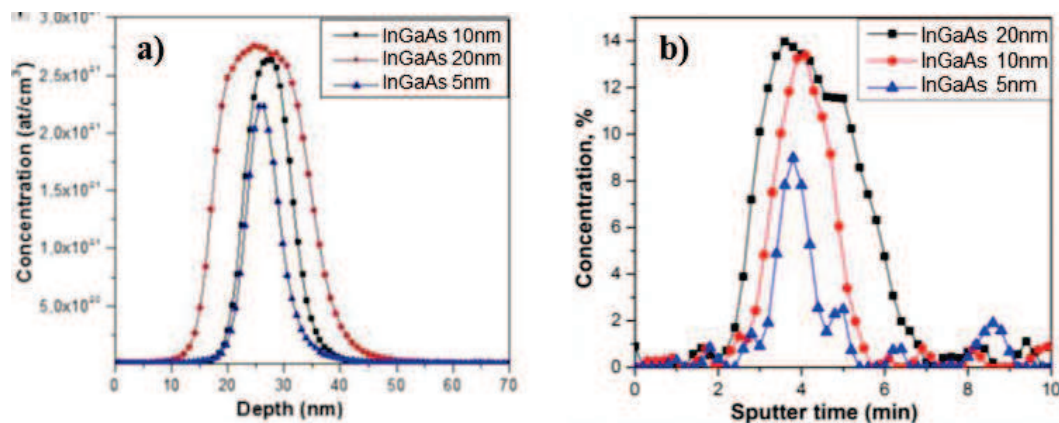 a)
InGaAs 10nm
InGaAs 20nm
InGaAs 5nm
Concentration (at/cm³)
2.5x10²¹
2.0x10²¹
1.5x10²¹
1.0x10²¹
5.0x10²⁰
0 10 20 30 40 50 60 70
Depth (nm)
b)
InGaAs 20nm
InGaAs 10nm
InGaAs 5nm
Concentration, %
14
12
10
8
6
4
2
0
0 2 4 6 8 10
Sputter time (min)